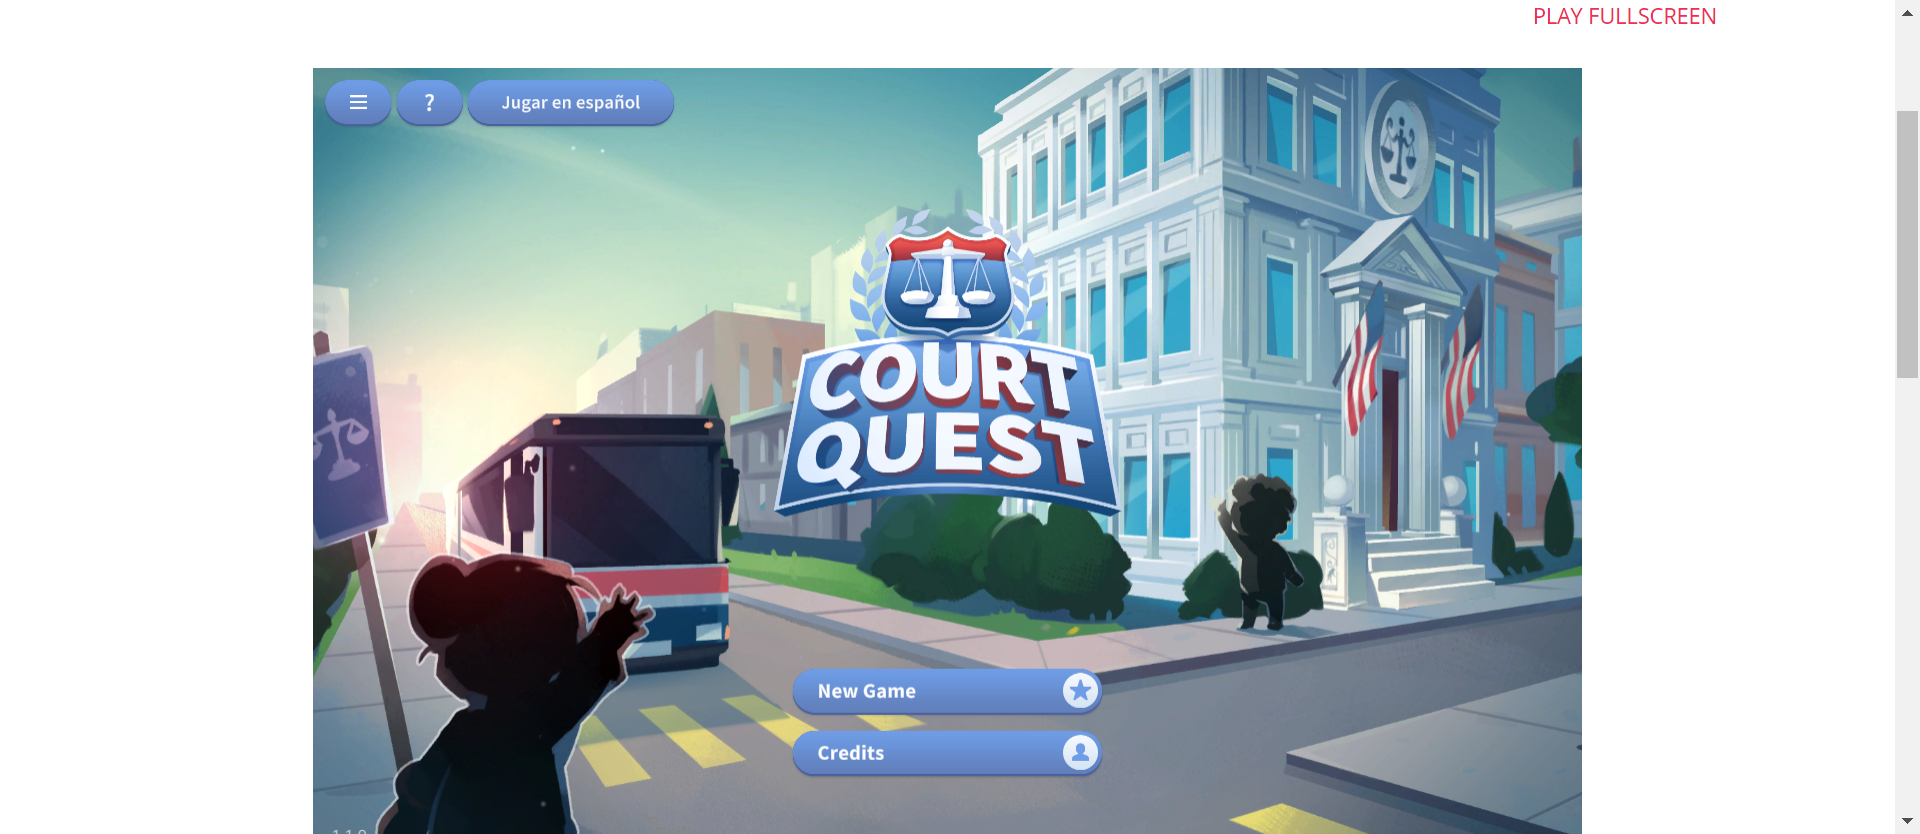 PLAY FULLSCREEN
? Jugar en español
COURT
QUEST
New Game
Credits